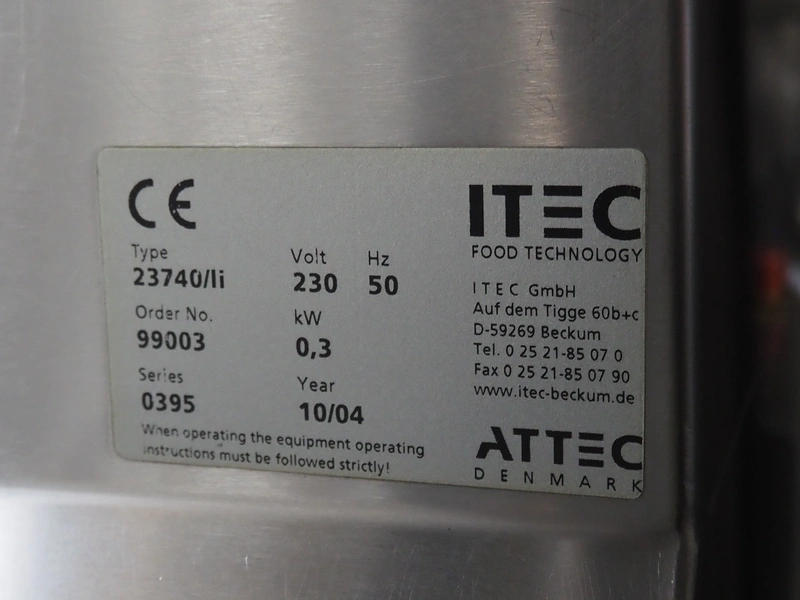 CE
Type
23740/li
Volt
230
Hz
50
Order No.
99003
kW
0,3
Series
0395
Year
10/04
When operating the equipment operating
instructions must be followed strictly!
ITEC
FOOD TECHNOLOGY
ITEC GmbH
Auf dem Tigge 60b+c
D-59269 Beckum
Tel. 0 25 21-85 07 0
Fax 0 25 21-85 07 90
www.itec-beckum.de
ATTEC
DENMARK